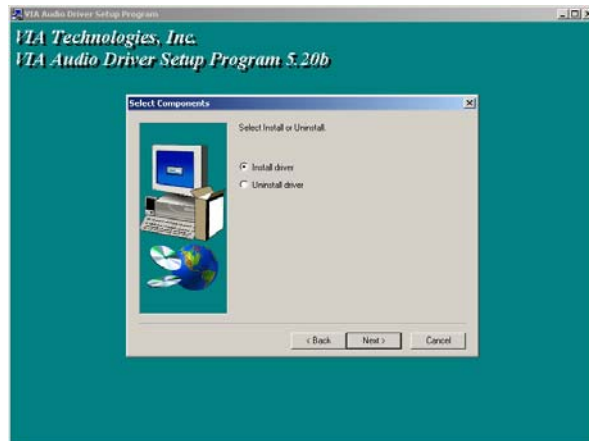 VIA Audio Driver Setup Program
VIA Technologies, Inc.
VIA Audio Driver Setup Program 5.20b
Select Components
Select Install or Uninstall.
Install driver
Uninstall driver
< Back
Next >
Cancel